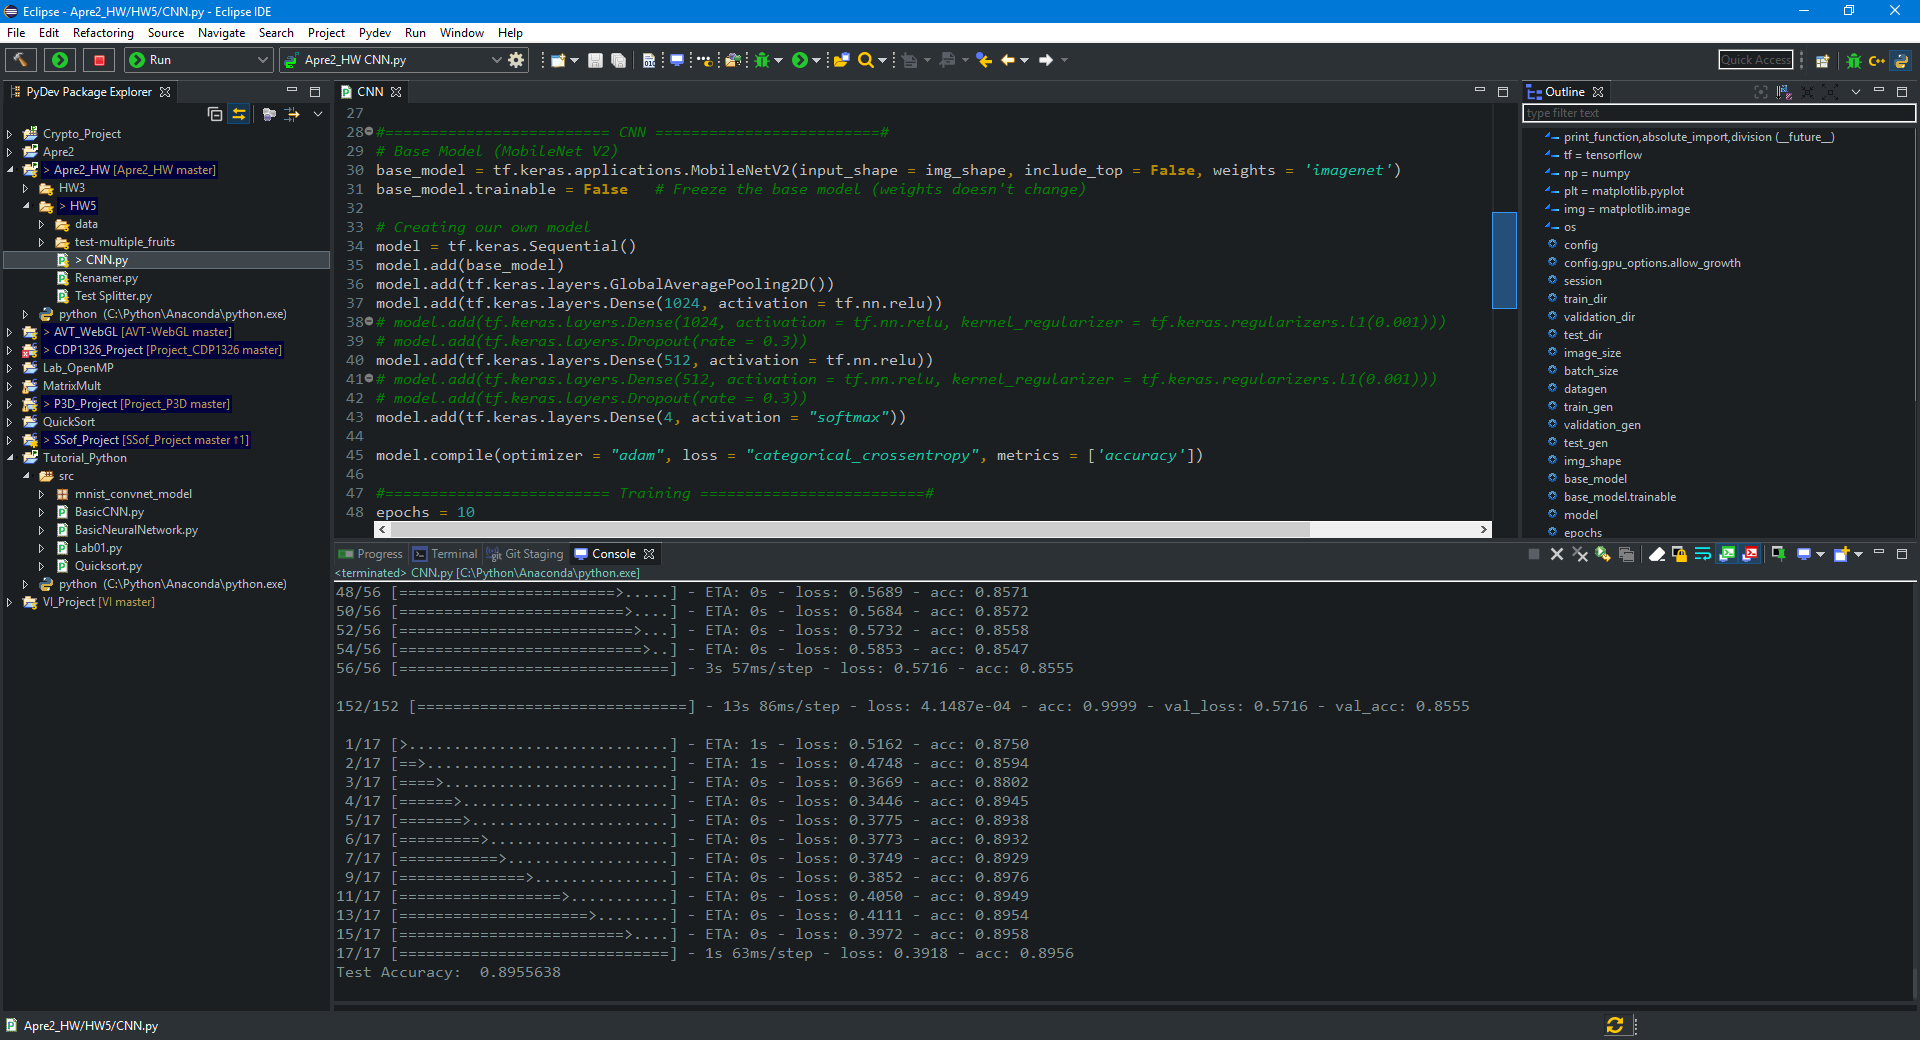 Eclipse - Apre2_HW/HW5/CNN.py - Eclipse IDE
File Edit Refactoring Source Navigate Search Project Pydev Run Window Help
Run
Apre2_HW CNN.py
Quick Access
PyDev Package Explorer
Crypto_Project
Apre2
> Apre2_HW [Apre2_HW master]
HW3
> HW5
data
test-multiple_fruits
> CNN.py
Renamer.py
Test Splitter.py
python (C:\Python\Anaconda\python.exe)
> AVT_WebGL [AVT-WebGL master]
> CDP1326_Project [Project_CDP1326 master]
Lab_OpenMP
MatrixMult
> P3D_Project [Project_P3D master]
QuickSort
> SSof_Project [SSof_Project master ↑1]
Tutorial_Python
src
mnist_convnet_model
BasicCNN.py
BasicNeuralNetwork.py
Lab01.py
Quicksort.py
python (C:\Python\Anaconda\python.exe)
VI_Project [VI master]
CNN
27
28 #========================= CNN =========================#
29 # Base Model (MobileNet V2)
30 base_model = tf.keras.applications.MobileNetV2(input_shape = img_shape, include_top = False, weights = 'imagenet')
31 base_model.trainable = False   # Freeze the base model (weights doesn't change)
32
33 # Creating our own model
34 model = tf.keras.Sequential()
35 model.add(base_model)
36 model.add(tf.keras.layers.GlobalAveragePooling2D())
37 model.add(tf.keras.layers.Dense(1024, activation = tf.nn.relu))
38 # model.add(tf.keras.layers.Dense(1024, activation = tf.nn.relu, kernel_regularizer = tf.keras.regularizers.l1(0.001)))
39 # model.add(tf.keras.layers.Dropout(rate = 0.3))
40 model.add(tf.keras.layers.Dense(512, activation = tf.nn.relu))
41 # model.add(tf.keras.layers.Dense(512, activation = tf.nn.relu, kernel_regularizer = tf.keras.regularizers.l1(0.001)))
42 # model.add(tf.keras.layers.Dropout(rate = 0.3))
43 model.add(tf.keras.layers.Dense(4, activation = "softmax"))
44
45 model.compile(optimizer = "adam", loss = "categorical_crossentropy", metrics = ['accuracy'])
46
47 #========================= Training =========================#
48 epochs = 10
Outline
type filter text
print_function,absolute_import,division (__future__)
tf = tensorflow
np = numpy
plt = matplotlib.pyplot
img = matplotlib.image
os
config
config.gpu_options.allow_growth
session
train_dir
validation_dir
test_dir
image_size
batch_size
datagen
train_gen
validation_gen
test_gen
img_shape
base_model
base_model.trainable
model
epochs
Progress Terminal Git Staging Console
<terminated> CNN.py [C:\Python\Anaconda\python.exe]
48/56 [========================>.....] - ETA: 0s - loss: 0.5689 - acc: 0.8571
50/56 [=========================>....] - ETA: 0s - loss: 0.5684 - acc: 0.8572
52/56 [==========================>...] - ETA: 0s - loss: 0.5732 - acc: 0.8558
54/56 [===========================>..] - ETA: 0s - loss: 0.5853 - acc: 0.8547
56/56 [==============================] - 3s 57ms/step - loss: 0.5716 - acc: 0.8555
152/152 [==============================] - 13s 86ms/step - loss: 4.1487e-04 - acc: 0.9999 - val_loss: 0.5716 - val_acc: 0.8555
1/17 [>.............................] - ETA: 1s - loss: 0.5162 - acc: 0.8750
2/17 [==>...........................] - ETA: 1s - loss: 0.4748 - acc: 0.8594
3/17 [====>.........................] - ETA: 0s - loss: 0.3669 - acc: 0.8802
4/17 [======>.......................] - ETA: 0s - loss: 0.3446 - acc: 0.8945
5/17 [=======>......................] - ETA: 0s - loss: 0.3775 - acc: 0.8938
6/17 [=========>....................] - ETA: 0s - loss: 0.3773 - acc: 0.8932
7/17 [===========>..................] - ETA: 0s - loss: 0.3749 - acc: 0.8929
9/17 [==============>...............] - ETA: 0s - loss: 0.3852 - acc: 0.8976
11/17 [==================>...........] - ETA: 0s - loss: 0.4050 - acc: 0.8949
13/17 [=====================>........] - ETA: 0s - loss: 0.4111 - acc: 0.8954
15/17 [=========================>....] - ETA: 0s - loss: 0.3972 - acc: 0.8958
17/17 [==============================] - 1s 63ms/step - loss: 0.3918 - acc: 0.8956
Test Accuracy:  0.8955638
Apre2_HW/HW5/CNN.py